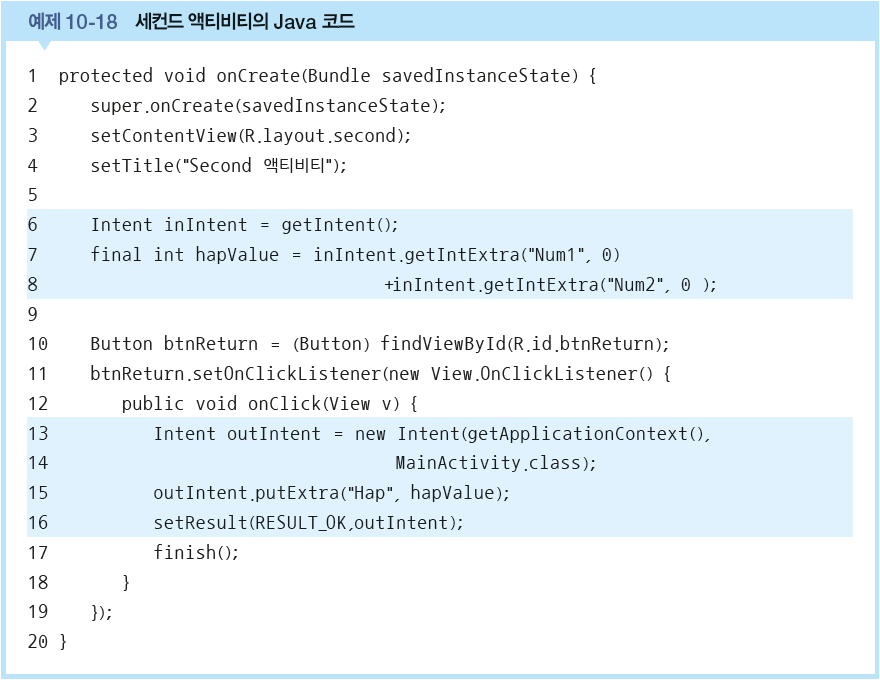 예제 10-18 세컨드 액티비티의 Java 코드
1 protected void onCreate(Bundle savedInstanceState) {
2 super.onCreate(savedInstanceState);
3 setContentView(R.layout.second);
4 setTitle("Second 액티비티");
5
6 Intent inIntent = getIntent();
7 final int hapValue = inIntent.getIntExtra("Num1", 0)
8 +inIntent.getIntExtra("Num2", 0 );
9
10 Button btnReturn = (Button) findViewById(R.id.btnReturn);
11 btnReturn.setOnClickListener(new View.OnClickListener() {
12 public void onClick(View v) {
13 Intent outIntent = new Intent(getApplicationContext(),
14 MainActivity.class);
15 outIntent.putExtra("Hap", hapValue);
16 setResult(RESULT_OK,outIntent);
17 finish();
18 }
19 });
20 }